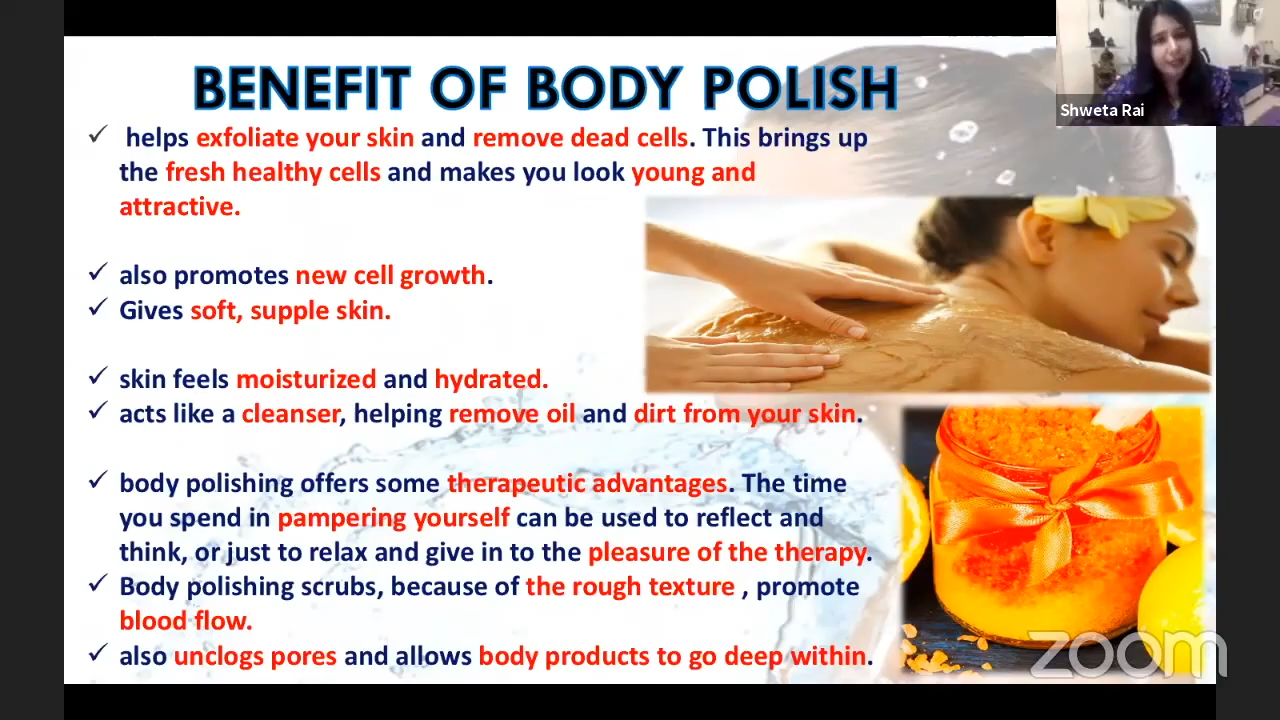 BENEFIT OF BODY POLISH
Shweta Rai
✓ helps exfoliate your skin and remove dead cells. This brings up
the fresh healthy cells and makes you look young and
attractive.
✓ also promotes new cell growth.
✓ Gives soft, supple skin.
✓ skin feels moisturized and hydrated.
✓ acts like a cleanser, helping remove oil and dirt from your skin.
✓ body polishing offers some therapeutic advantages. The time
you spend in pampering yourself can be used to reflect and
think, or just to relax and give in to the pleasure of the therapy.
✓ Body polishing scrubs, because of the rough texture , promote
blood flow.
✓ also unclogs pores and allows body products to go deep within.
zoom